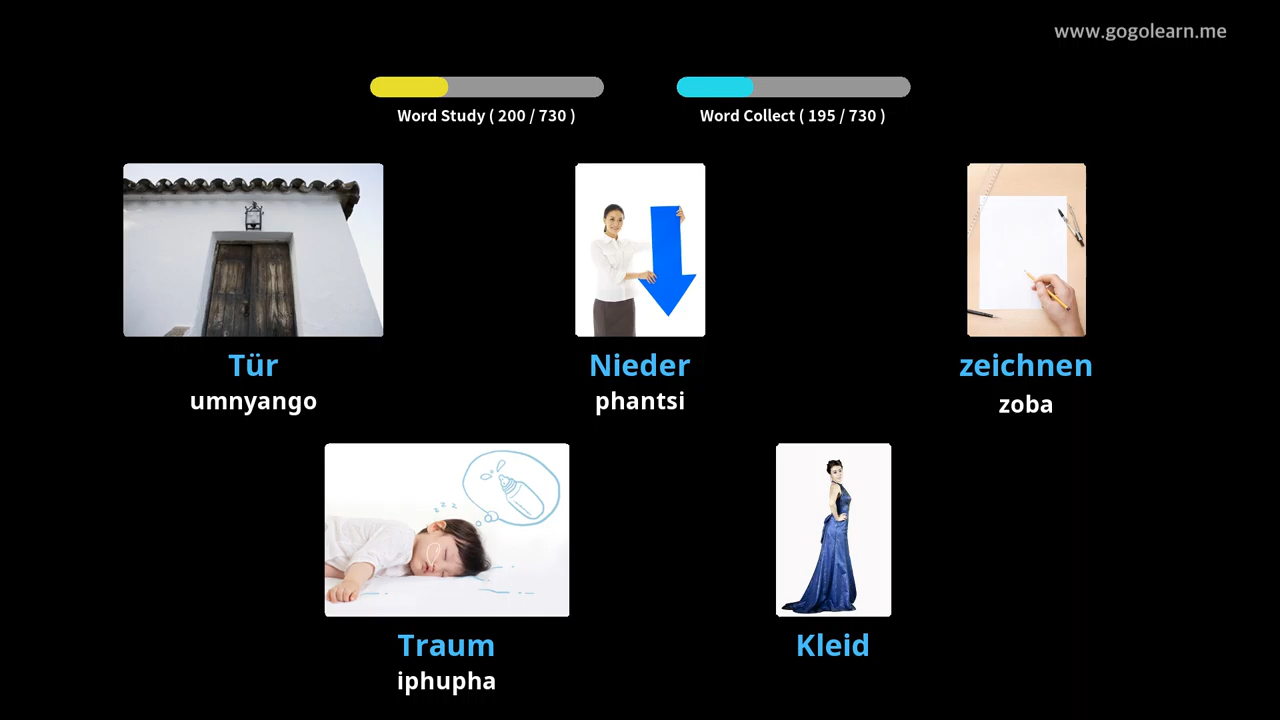 www.gogolearn.me
Word Study ( 200 / 730 )
Word Collect ( 195 / 730 )
Tür
umnyango
Nieder
phantsi
zeichnen
zoba
Traum
iphupha
Kleid